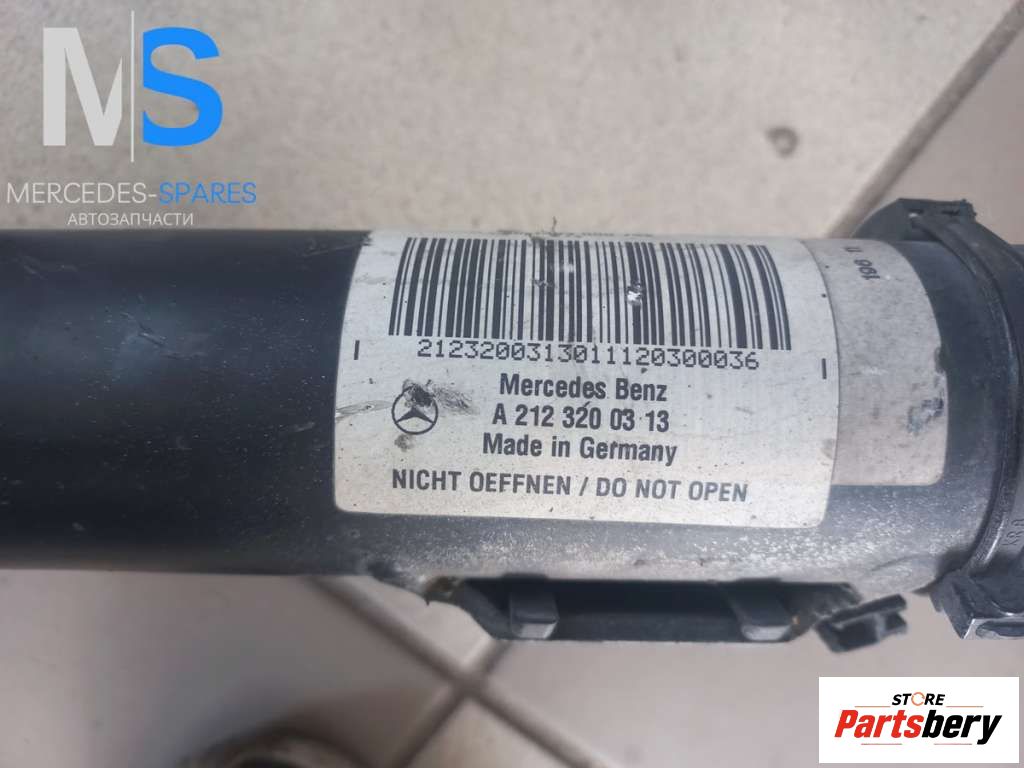 MS
MERCEDES-SPARES
АВТОЗАПЧАСТИ
2123200313011120300036
Mercedes Benz
A 212 320 03 13
Made in Germany
NICHT OEFFNEN / DO NOT OPEN
STORE
Partsbery